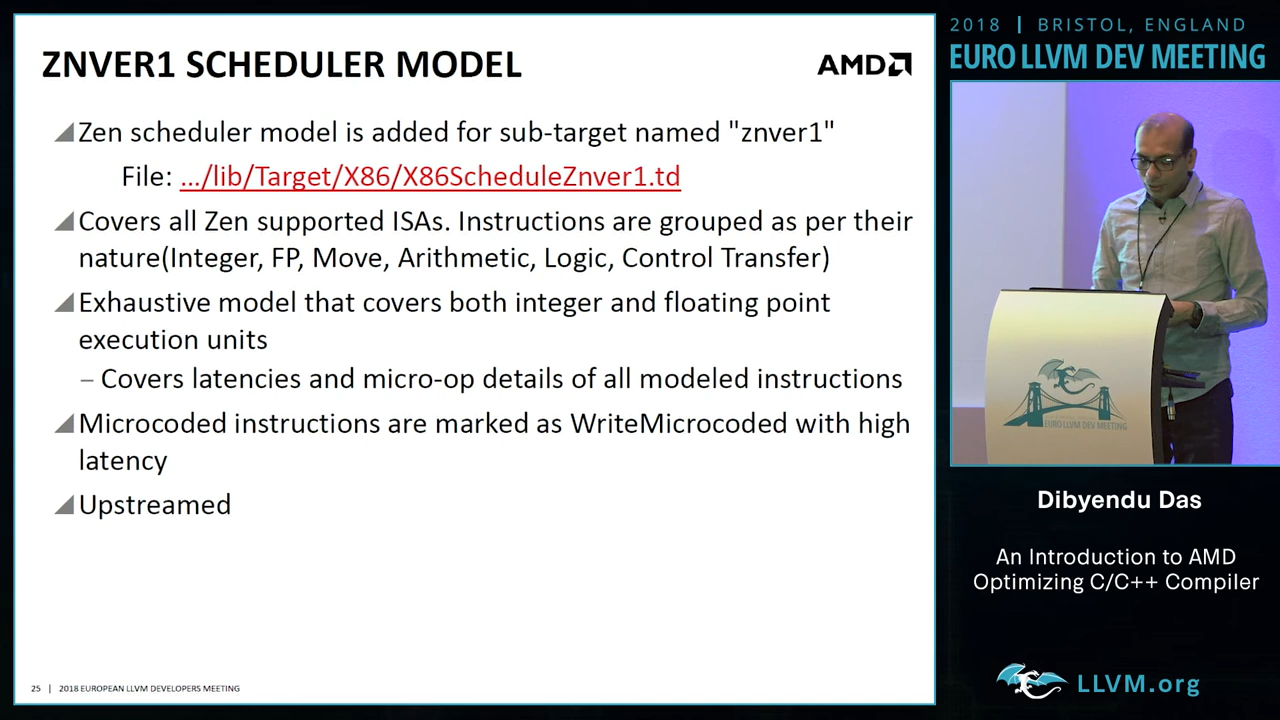 ZNVER1 SCHEDULER MODEL
AMD
Zen scheduler model is added for sub-target named "znver1"
File: .../lib/Target/X86/X86ScheduleZnver1.td
Covers all Zen supported ISAs. Instructions are grouped as per their
nature(Integer, FP, Move, Arithmetic, Logic, Control Transfer)
Exhaustive model that covers both integer and floating point
execution units
– Covers latencies and micro-op details of all modeled instructions
Microcoded instructions are marked as WriteMicrocoded with high
latency
Upstreamed
25 | 2018 EUROPEAN LLVM DEVELOPERS MEETING
2018 | BRISTOL, ENGLAND
EURO LLVM DEV MEETING
EURO LLVM DEV MEETING
Dibyendu Das
An Introduction to AMD
Optimizing C/C++ Compiler
LLVM.org